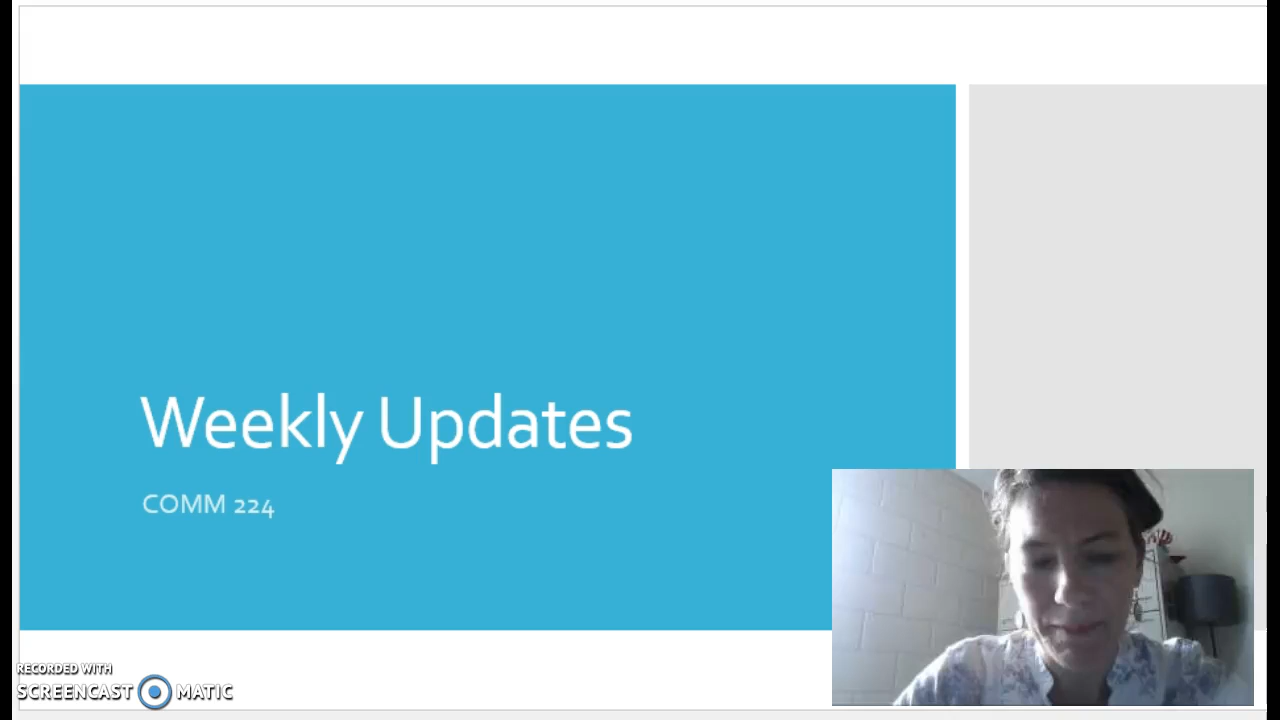 Weekly Updates
COMM 224
RECORDED WITH
SCREENCAST MATIC